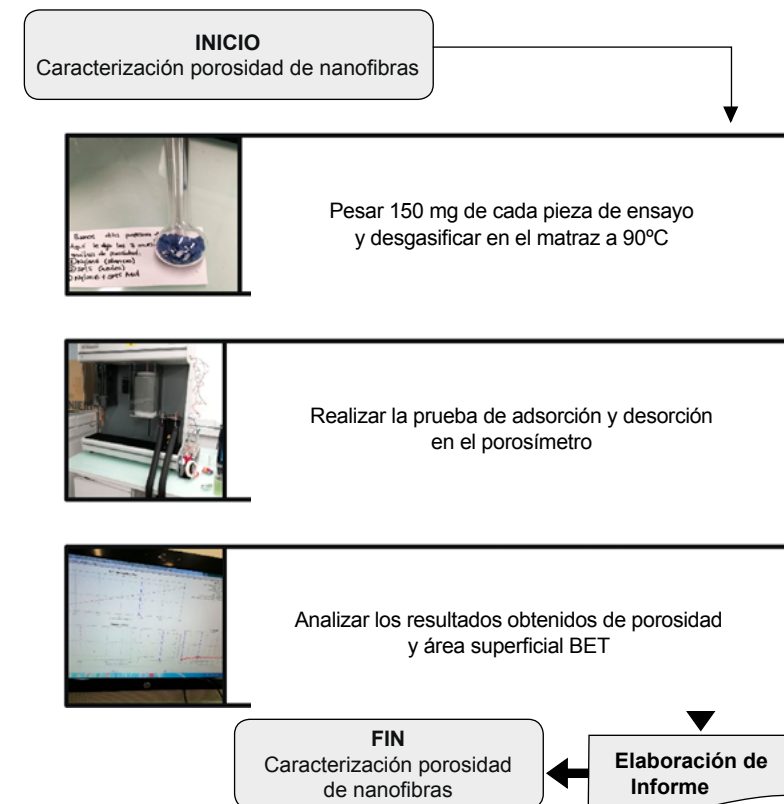 INICIO
Caracterización porosidad de nanofibras
Pesar 150 mg de cada pieza de ensayo
y desgasificar en el matraz a 90ºC
Realizar la prueba de adsorción y desorción
en el porosímetro
Analizar los resultados obtenidos de porosidad
y área superficial BET
FIN
Caracterización porosidad
de nanofibras
Elaboración de
Informe